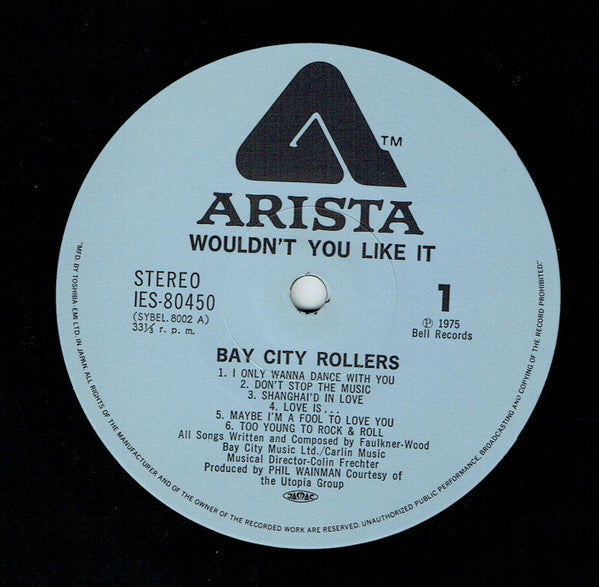 TM
ARISTA
WOULDN'T YOU LIKE IT
STEREO
IES-80450
(SYBEL.8002 A)
33⅓ r. p. m.
1
Ⓟ 1975
Bell Records
BAY CITY ROLLERS
1. I ONLY WANNA DANCE WITH YOU
2. DON'T STOP THE MUSIC
3. SHANGHAI'D IN LOVE
4. LOVE IS...
5. MAYBE I'M A FOOL TO LOVE YOU
6. TOO YOUNG TO ROCK & ROLL
All Songs Written and Composed by Faulkner-Wood
Bay City Music Ltd./Carlin Music
Musical Director-Colin Frechter
Produced by PHIL WAINMAN Courtesy of
the Utopia Group
JASRAC
"MFD. BY TOSHIBA-EMI LTD. IN JAPAN. ALL RIGHTS OF THE MANUFACTURER AND OF THE OWNER OF THE RECORDED WORK ARE RESERVED. UNAUTHORIZED PUBLIC PERFORMANCE, BROADCASTING AND COPYING OF THE RECORD PROHIBITED."